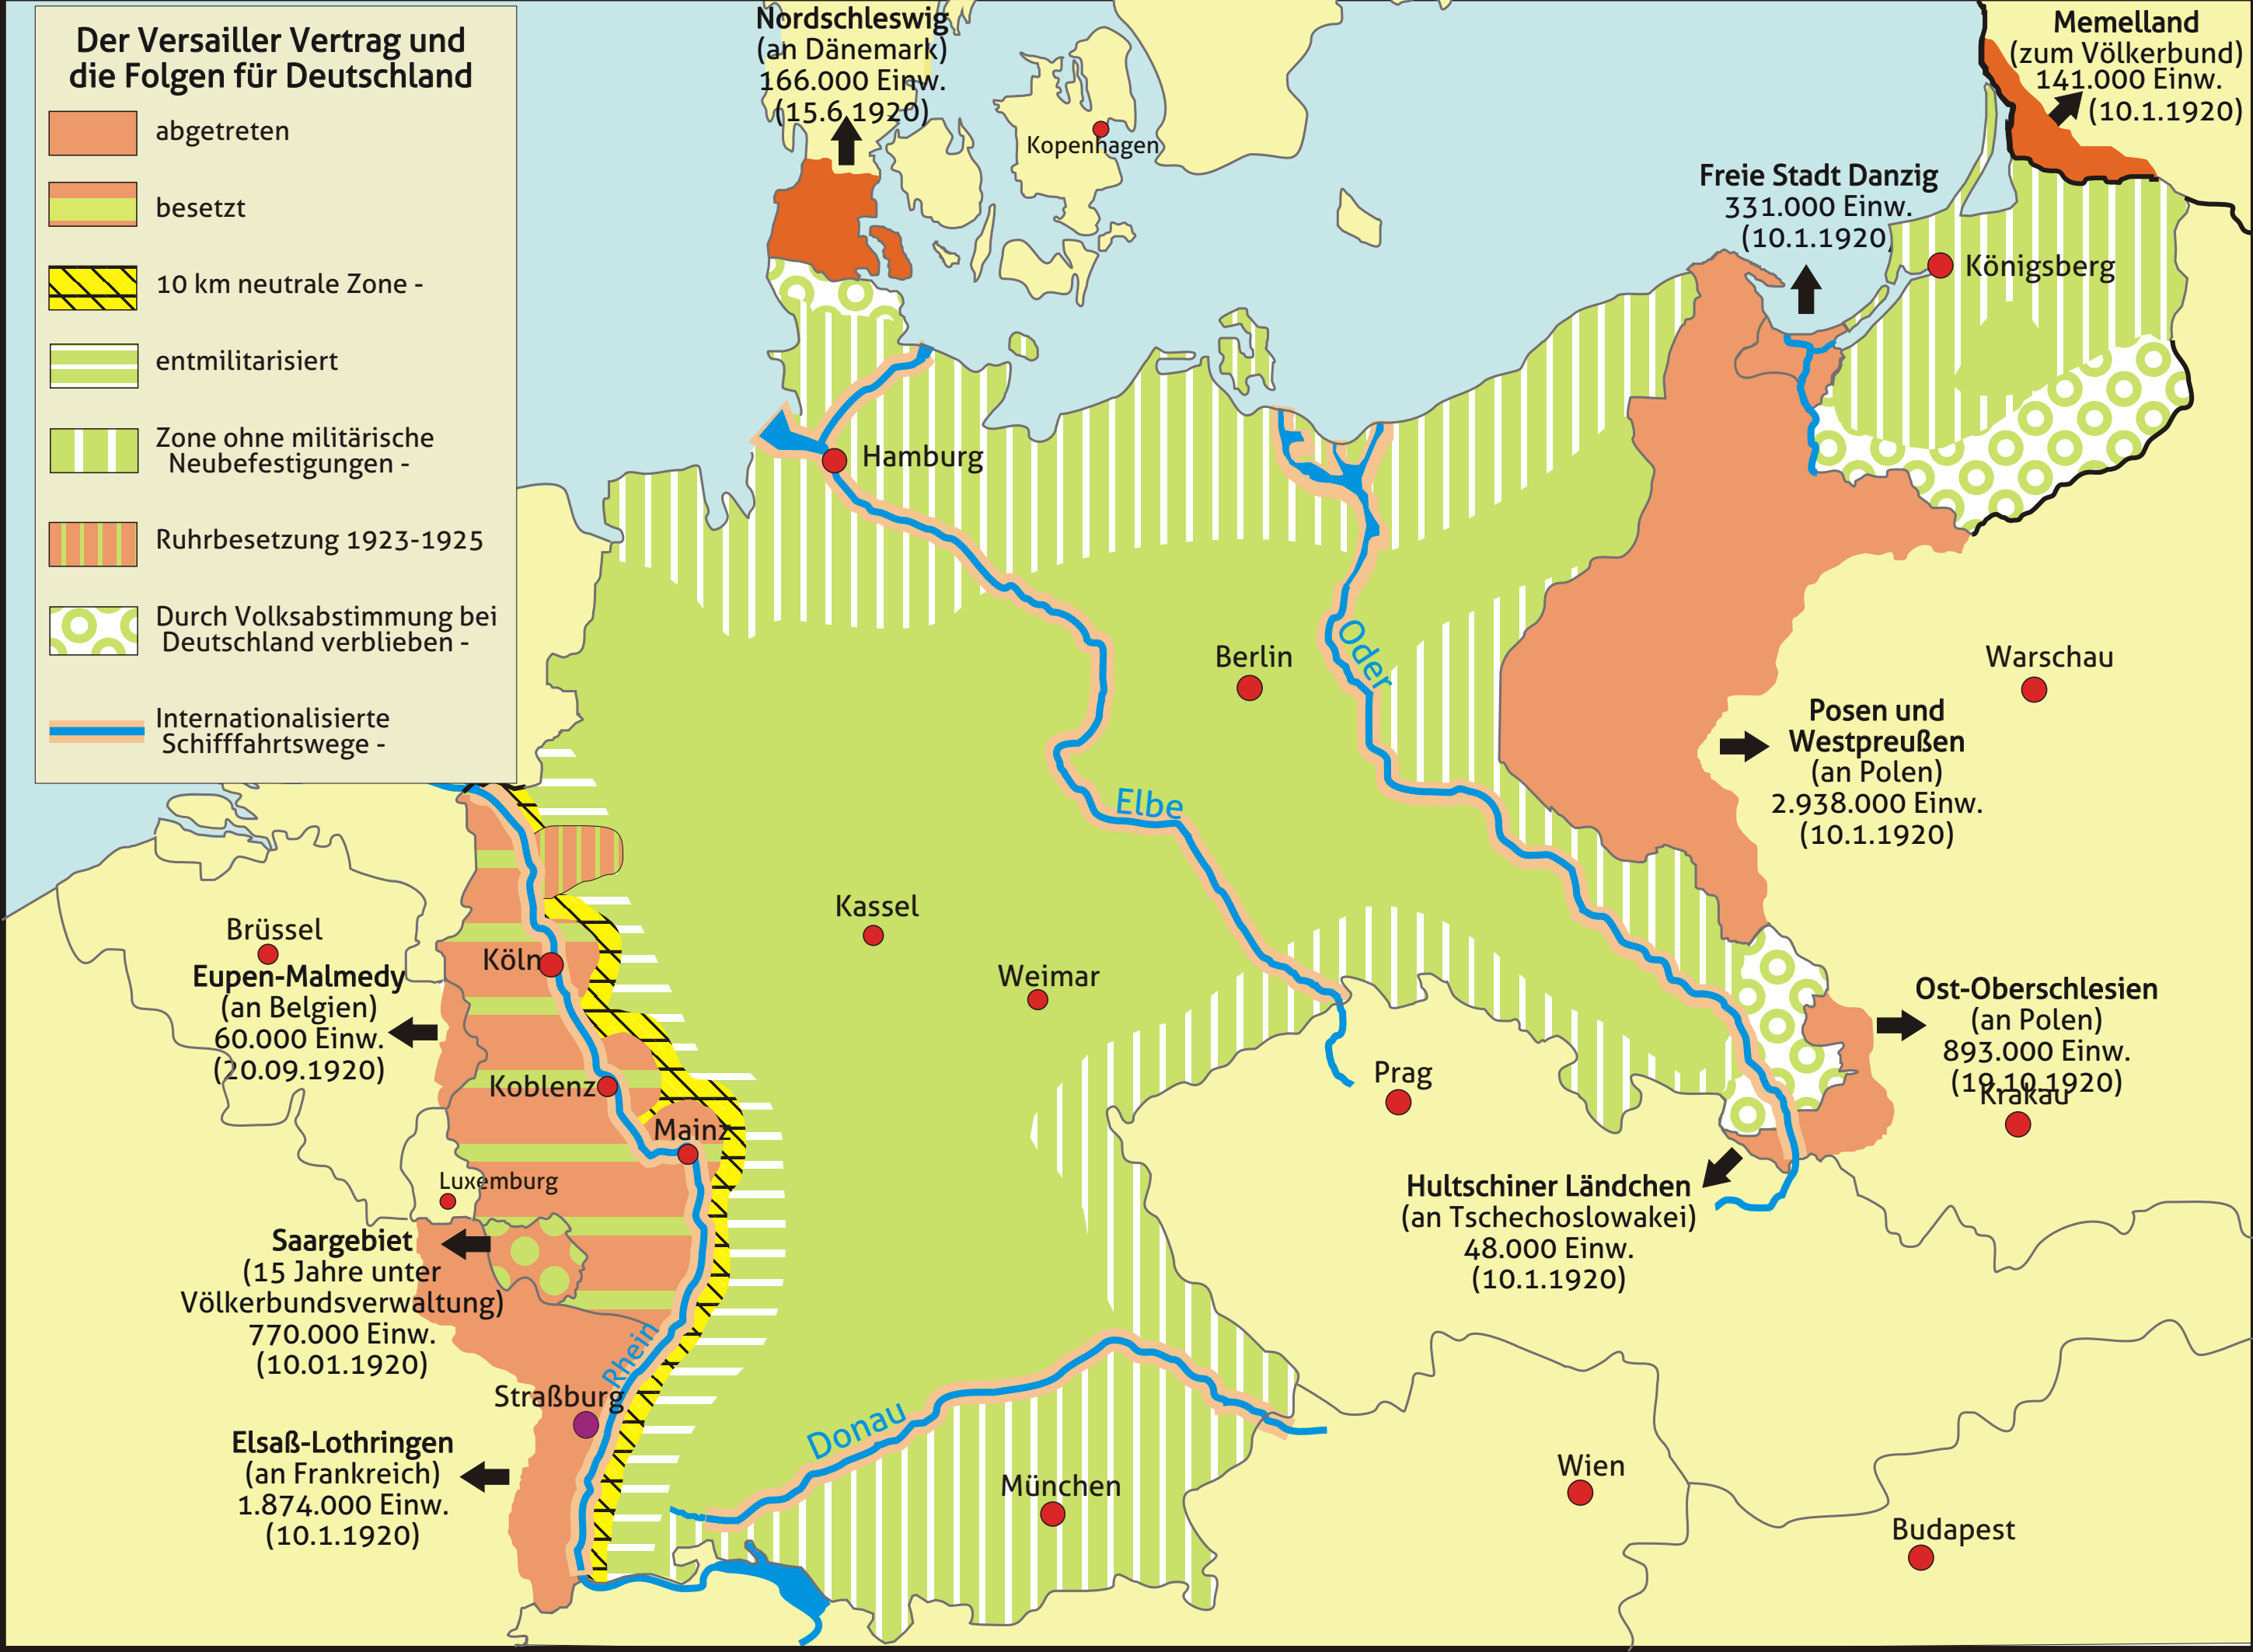 Der Versailler Vertrag und
die Folgen für Deutschland
abgetreten
besetzt
10 km neutrale Zone -
entmilitarisiert
Zone ohne militärische
Neubefestigungen -
Ruhrbesetzung 1923-1925
Durch Volksabstimmung bei
Deutschland verblieben -
Internationalisierte
Schifffahrtswege -
Nordschleswig
(an Dänemark)
166.000 Einw.
(15.6.1920)
Kopenhagen
Memelland
(zum Völkerbund)
141.000 Einw.
(10.1.1920)
Freie Stadt Danzig
331.000 Einw.
(10.1.1920)
Königsberg
Hamburg
Berlin
Oder
Warschau
Posen und
Westpreußen
(an Polen)
2.938.000 Einw.
(10.1.1920)
Elbe
Kassel
Weimar
Brüssel
Köln
Eupen-Malmedy
(an Belgien)
60.000 Einw.
(20.09.1920)
Koblenz
Mainz
Luxemburg
Prag
Ost-Oberschlesien
(an Polen)
893.000 Einw.
(19.10.1920)
Krakau
Hultschiner Ländchen
(an Tschechoslowakei)
48.000 Einw.
(10.1.1920)
Saargebiet
(15 Jahre unter
Völkerbundsverwaltung)
770.000 Einw.
(10.01.1920)
Rhein
Straßburg
Elsaß-Lothringen
(an Frankreich)
1.874.000 Einw.
(10.1.1920)
Donau
München
Wien
Budapest